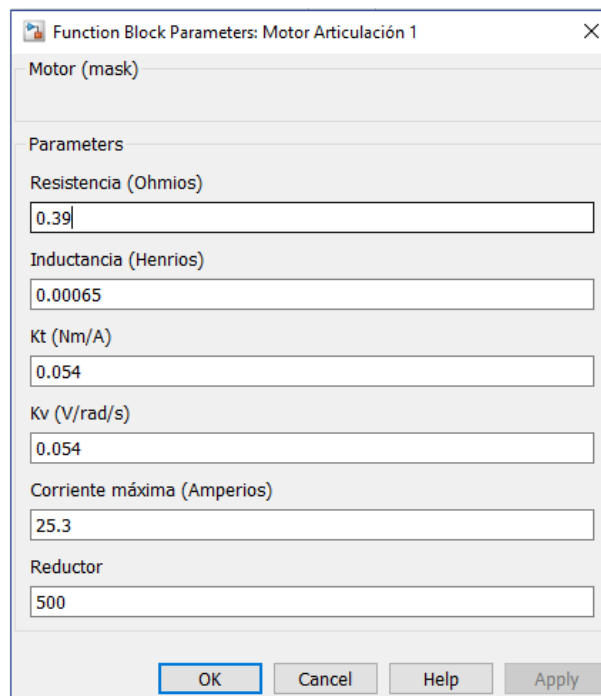 Function Block Parameters: Motor Articulación 1
Motor (mask)
Parameters
Resistencia (Ohmios)
0.39
Inductancia (Henrios)
0.00065
Kt (Nm/A)
0.054
Kv (V/rad/s)
0.054
Corriente máxima (Amperios)
25.3
Reductor
500
OK Cancel Help Apply